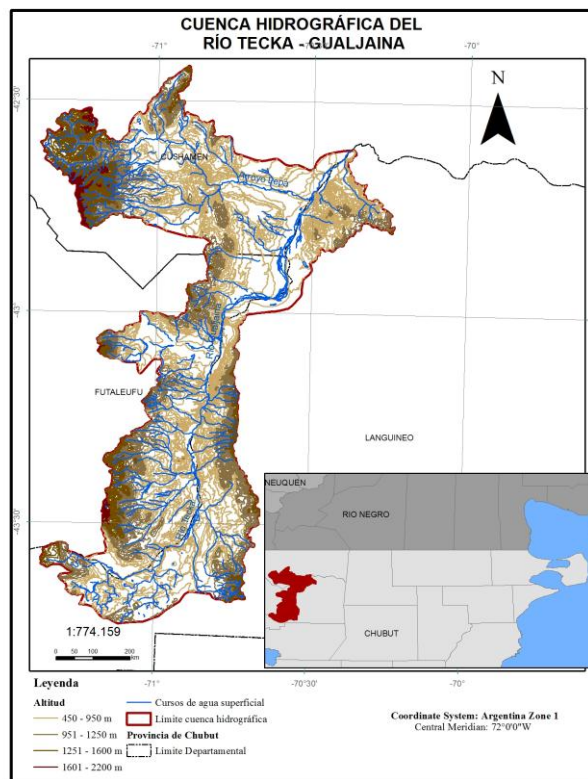 CUENCA HIDROGRÁFICA DEL
RÍO TECKA - GUALJAINA
-71°
-70°
-42°30'
N
CUSHAMEN
Arroyo Lepa
-43°
FUTALEUFU
LANGUINEO
-43°30'
NEUQUEN
RIO NEGRO
CHUBUT
1:774.159
0 50 100 200
km
-71°
-70°30'
-70°
Leyenda
Altitud
450 - 950 m
951 - 1250 m
1251 - 1600 m
1601 - 2200 m
Cursos de agua superficial
Límite cuenca hidrográfica
Provincia de Chubut
Limite Departamental
Coordinate System: Argentina Zone 1
Central Meridian: 72°0'0"W